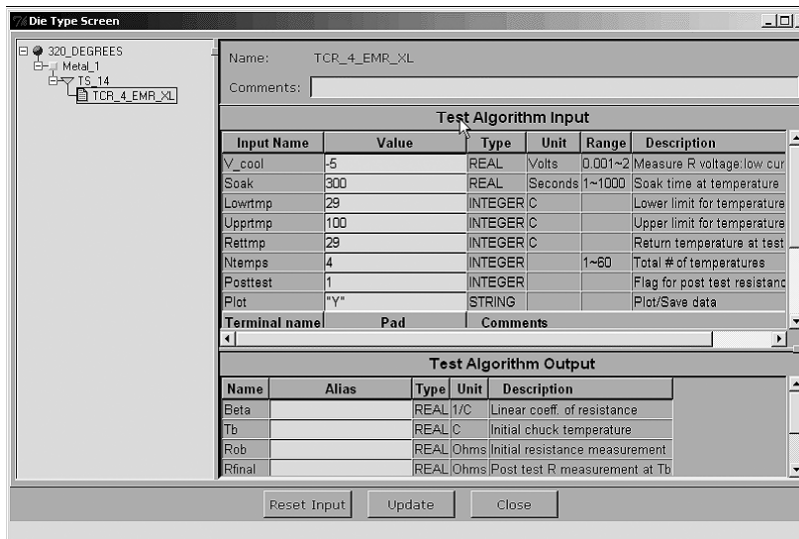 Die Type Screen
320_DEGREES
Metal_1
TS_14
TCR_4_EMR_XL
Name: TCR_4_EMR_XL
Comments:
Test Algorithm Input
Input Name Value Type Unit Range Description
V_cool -5 REAL Volts 0.001~2 Measure R voltage:low cur
Soak 300 REAL Seconds 1~1000 Soak time at temperature
Lowrtmp 29 INTEGER C Lower limit for temperature
Upprtmp 100 INTEGER C Upper limit for temperature
Rettmp 29 INTEGER C Return temperature at test
Ntemps 4 INTEGER 1~60 Total # of temperatures
Posttest 1 INTEGER Flag for post test resistanc
Plot "Y" STRING Plot/Save data
Terminal name Pad Comments
Test Algorithm Output
Name Alias Type Unit Description
Beta REAL 1/C Linear coeff. of resistance
Tb REAL C Initial chuck temperature
Rob REAL Ohms Initial resistance measurement
Rfinal REAL Ohms Post test R measurement at Tb
Reset Input Update Close